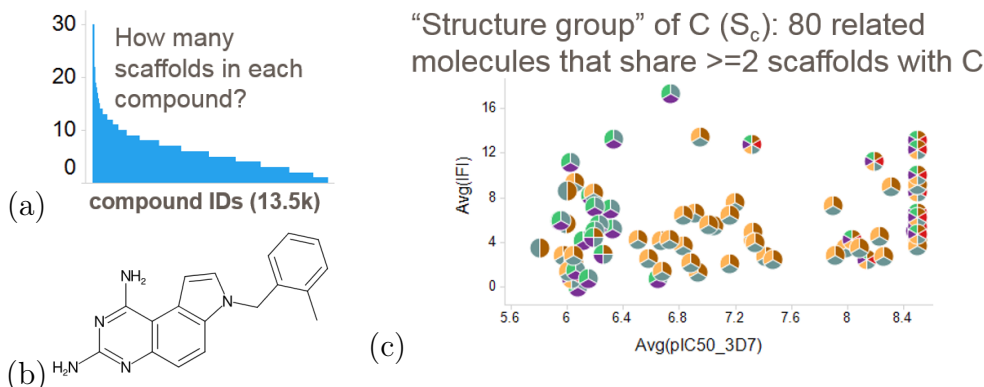 30
20
10
0
How many
scaffolds in each
compound?
compound IDs (13.5k)
(a)
NH₂
N
H₂N
N
N
(b)
“Structure group” of C (S_c): 80 related
molecules that share >=2 scaffolds with C
16
12
8
4
0
Avg(IFI)
5.6 6 6.4 6.8 7.2 7.6 8 8.4
Avg(pIC50_3D7)
(c)